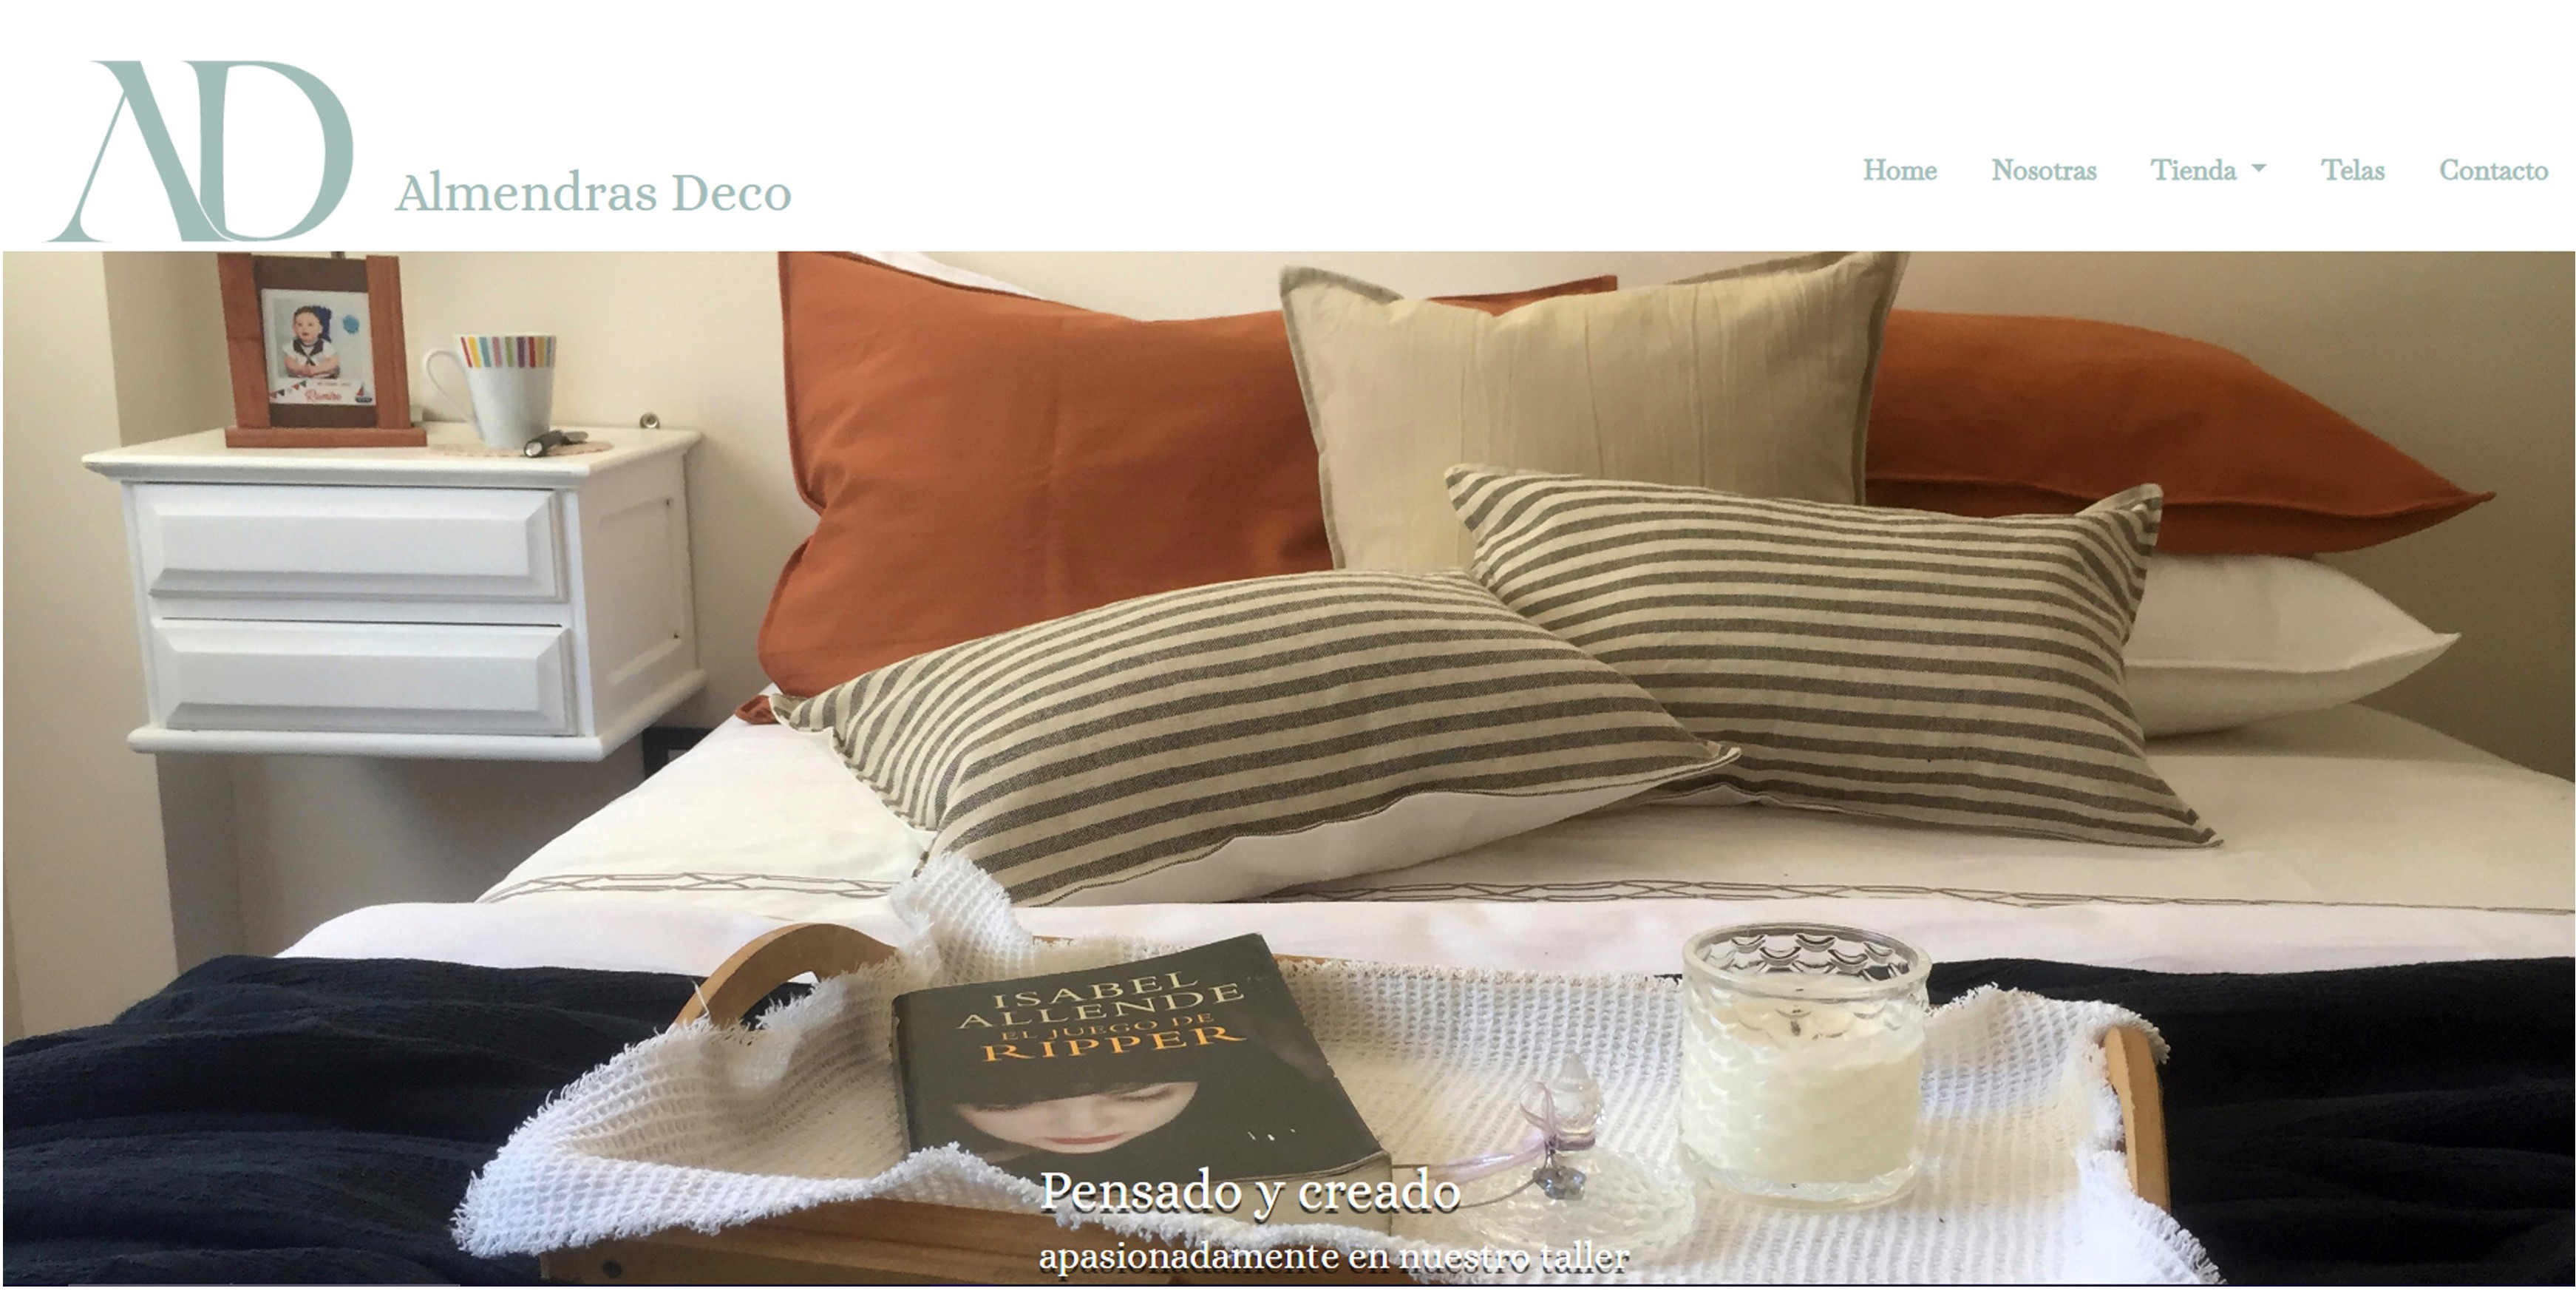 AD
Almendras Deco
Home Nosotras Tienda Telas Contacto
Ramiro
ISABEL
ALLENDE
EL JUEGO DE
RIPPER
Pensado y creado
apasionadamente en nuestro taller